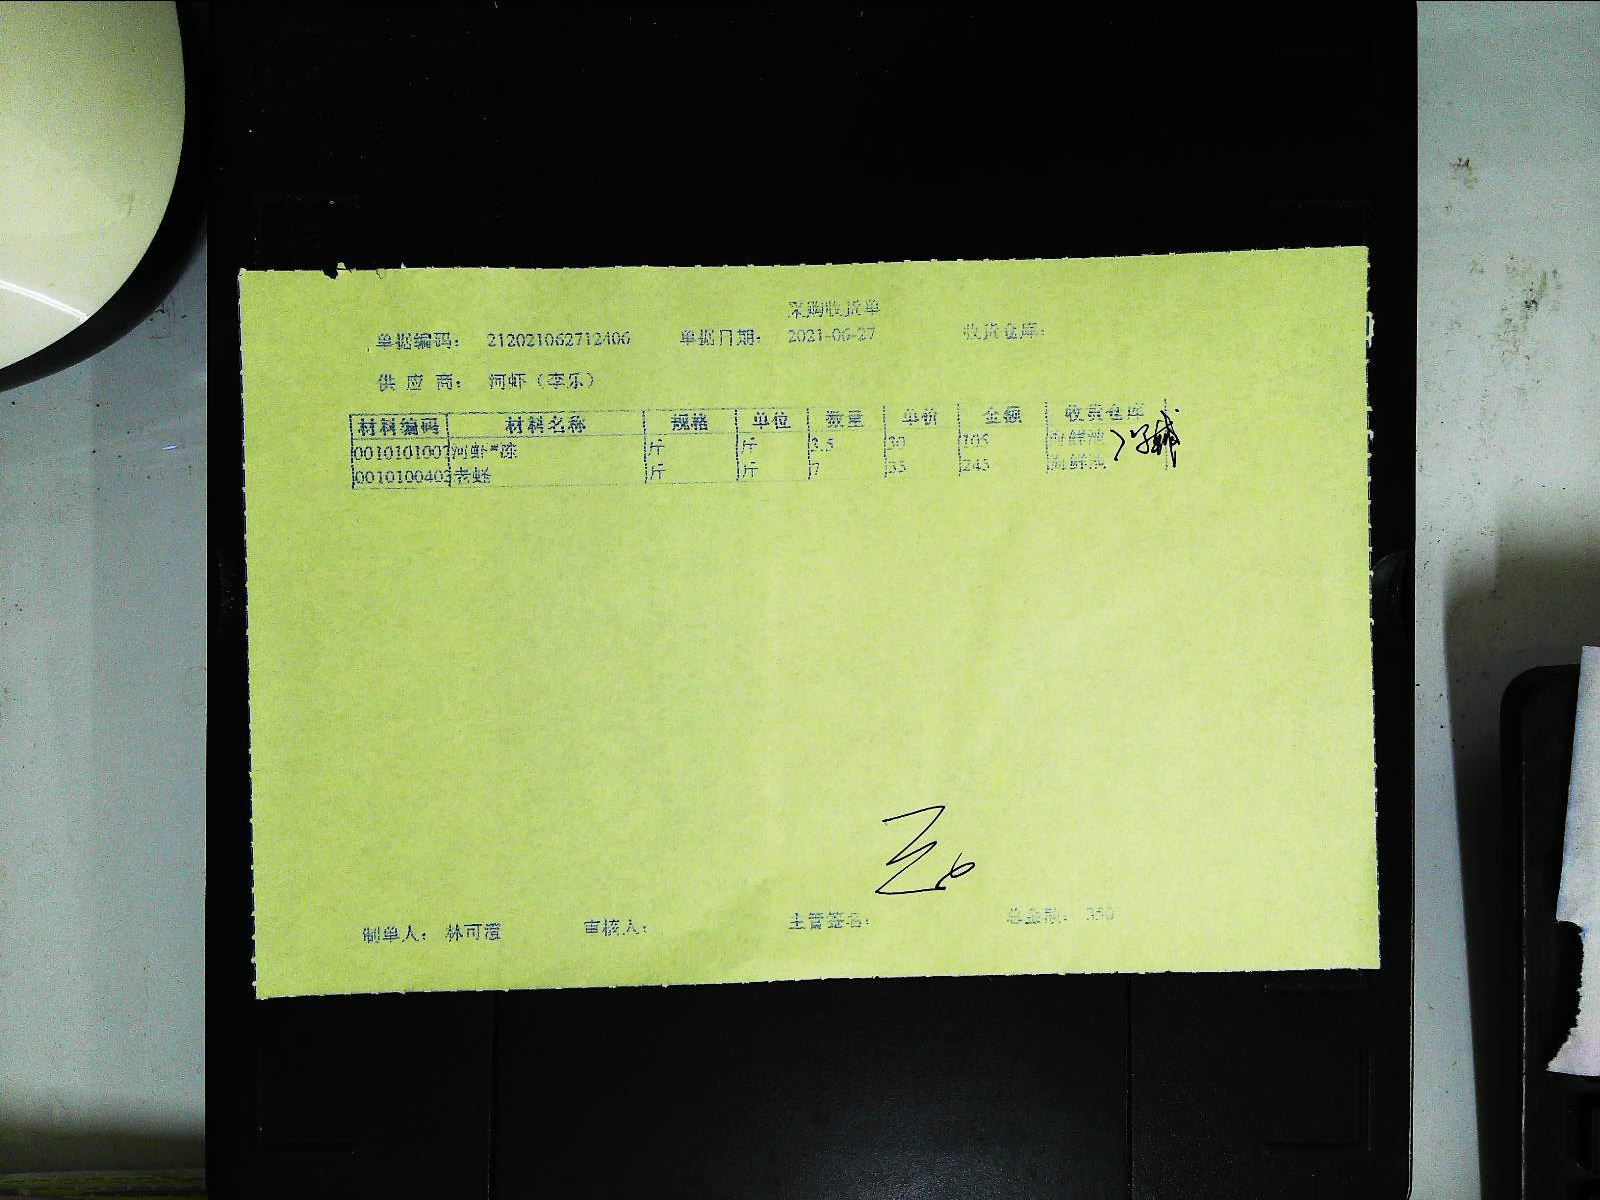 采购收货单
单据编码： 212021062712406 单据日期： 2021-06-27 收货仓库：
供 应 商： 河虾（李乐）
材料编码 材料名称 规格 单位 数量 单价 金额 收货仓库
0010101007 河虾*冻 斤 斤 3.5 30 105 海鲜池
001010040 老蛏 斤 斤 7 35 245 海鲜池
制单人： 林可滢 审核人： 主管签名： 总金额： 350